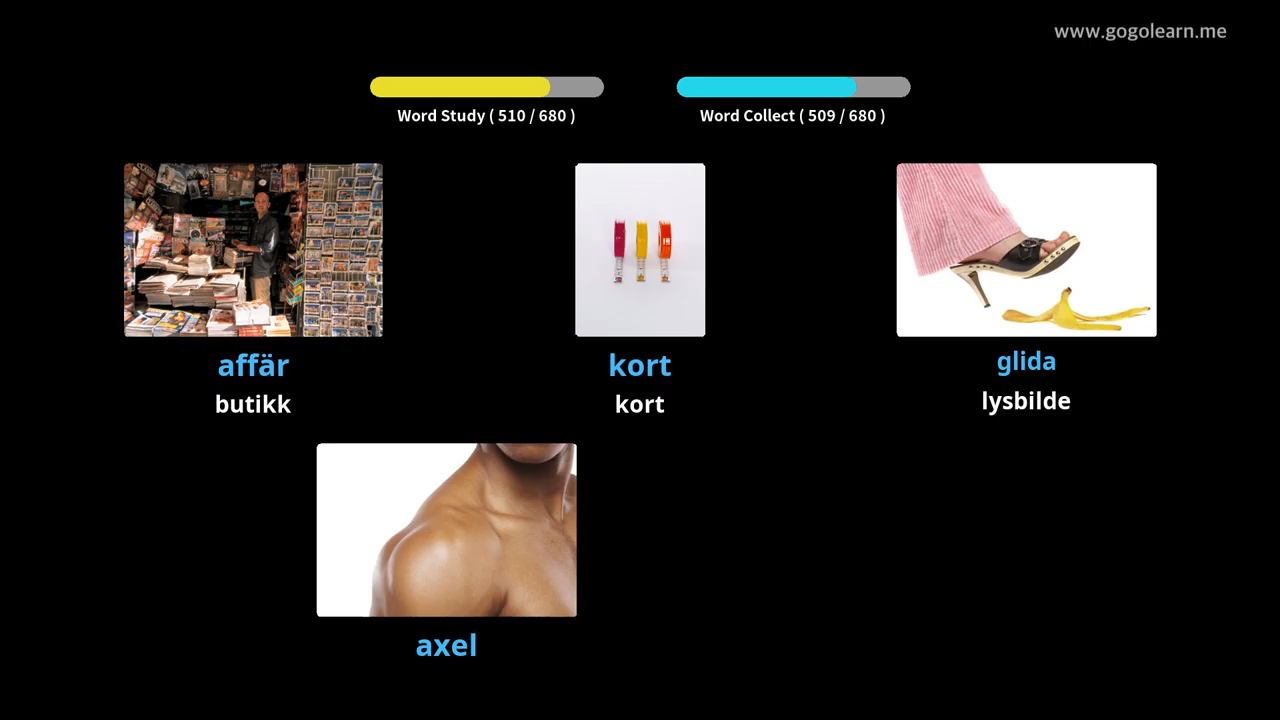 www.gogolearn.me
Word Study ( 510 / 680 )
Word Collect ( 509 / 680 )
affär
butikk
kort
kort
glida
lysbilde
axel